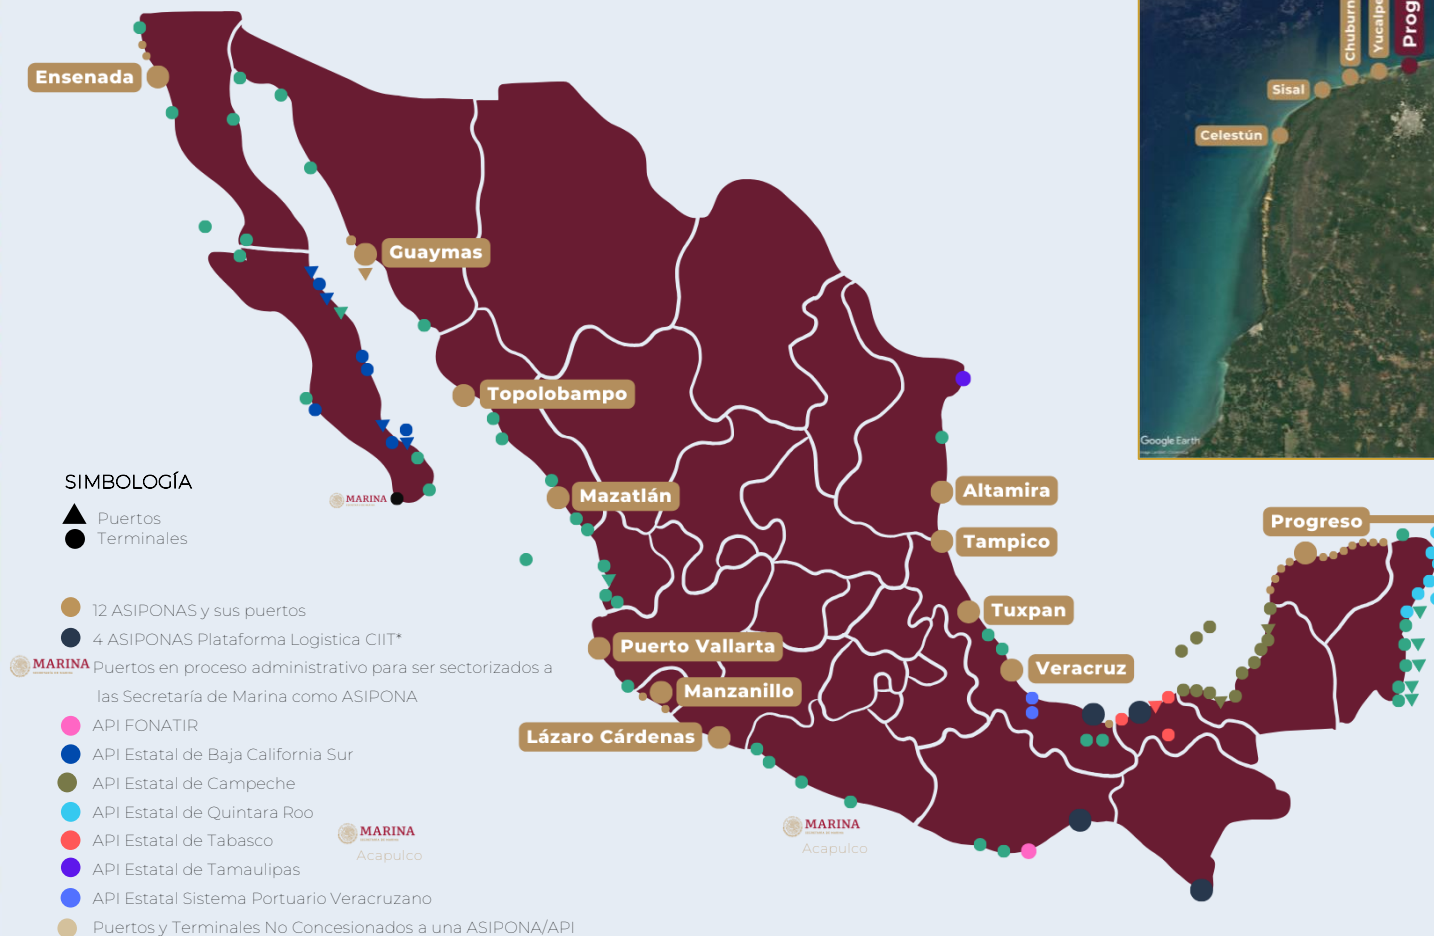 Chuburn
Yucalpe
Prog
Ensenada
Sisal
Celestún
Guaymas
Topolobampo
Google Earth
SIMBOLOGÍA
MARINA
Mazatlán
Altamira
Puertos
Terminales
Progreso
Tampico
12 ASIPONAS y sus puertos
Tuxpan
4 ASIPONAS Plataforma Logistica CIIT*
Puerto Vallarta
MARINA Puertos en proceso administrativo para ser sectorizados a
las Secretaría de Marina como ASIPONA
Veracruz
Manzanillo
API FONATIR
Lázaro Cárdenas
API Estatal de Baja California Sur
API Estatal de Campeche
API Estatal de Quintara Roo
API Estatal de Tabasco
MARINA
Acapulco
MARINA
Acapulco
API Estatal de Tamaulipas
API Estatal Sistema Portuario Veracruzano
Puertos y Terminales No Concesionados a una ASIPONA/API